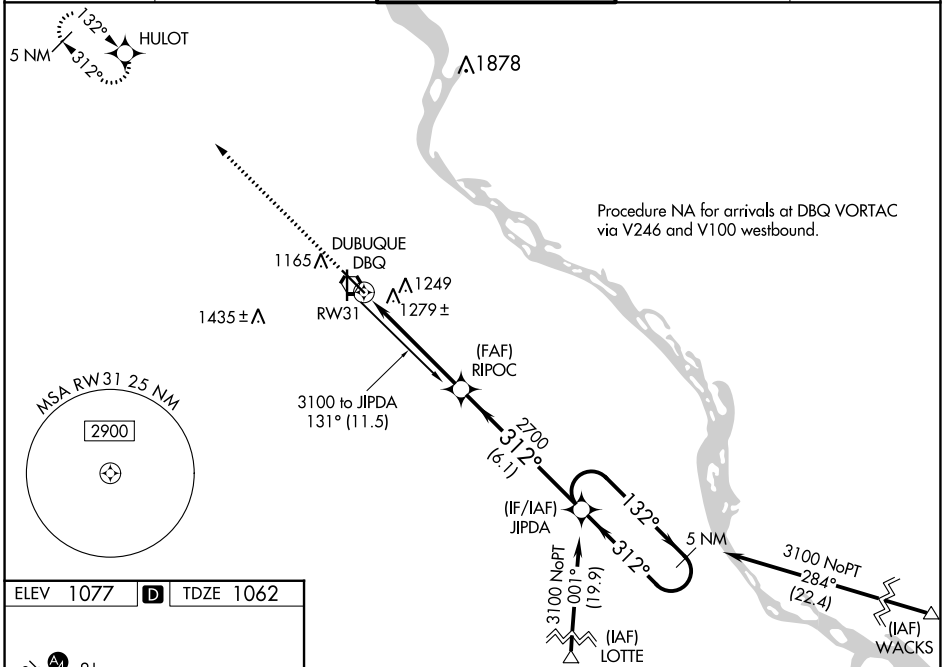 132°
HULOT
5 NM
312°
1878
Procedure NA for arrivals at DBQ VORTAC
via V246 and V100 westbound.
DUBUQUE
DBQ
1165
1249
1279 ±
RW31
1435 ±
(FAF)
RIPOC
MSA RW31 25 NM
2900
3100 to JIPDA
131° (11.5)
2700
312°
(6.1)
(IF/IAF)
JIPDA
132°
312°
5 NM
3100 NoPT
001°
(19.9)
3100 NoPT
284°
(22.4)
(IAF)
WACKS
(IAF)
LOTTE
ELEV 1077 D TDZE 1062